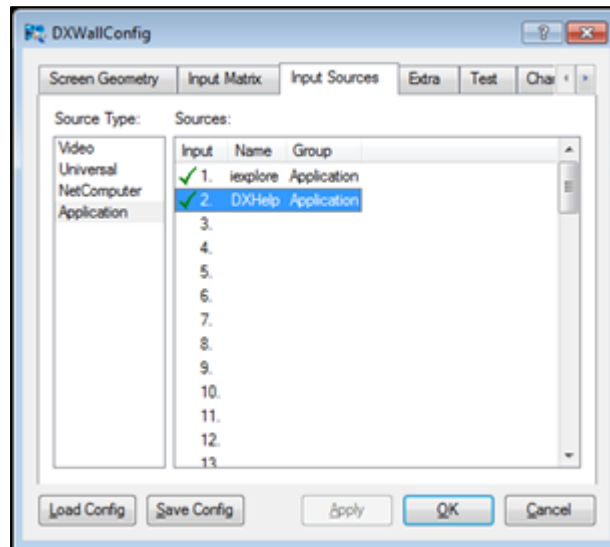 DXWallConfig
Screen Geometry Input Matrix Input Sources Extra Test
Source Type: Sources:
Video
Universal
NetComputer
Application
Input Name Group
1. iexplore Application
2. DXHelp Application
3.
4.
5.
6.
7.
8.
9.
10.
11.
12.
13
Load Config Save Config Apply OK Cancel